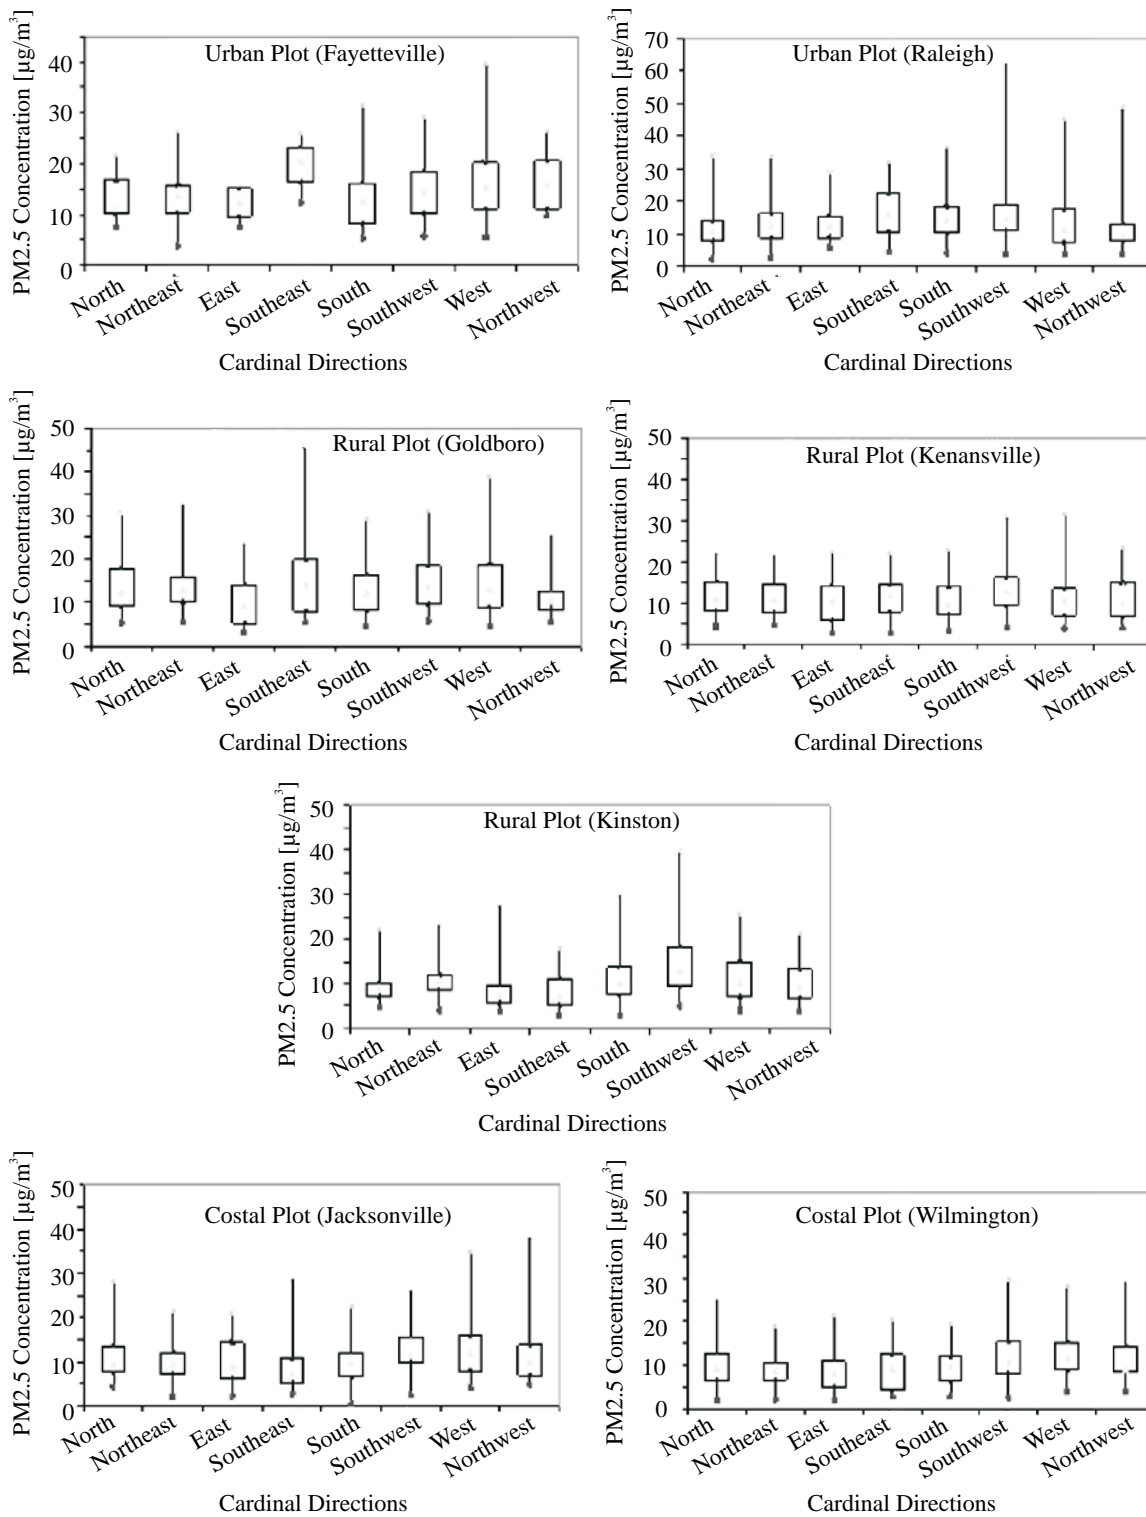 Urban Plot (Fayetteville)
PM2.5 Concentration [µg/m³]
45
30
20
10
0
North
Northeast
East
Southeast
South
Southwest
West
Northwest
Cardinal Directions
Urban Plot (Raleigh)
PM2.5 Concentration [µg/m³]
70
60
50
40
30
20
10
0
North
Northeast
East
Southeast
South
Southwest
West
Northwest
Cardinal Directions
Rural Plot (Goldboro)
PM2.5 Concentration [µg/m³]
50
40
30
20
10
0
North
Northeast
East
Southeast
South
Southwest
West
Northwest
Cardinal Directions
Rural Plot (Kenansville)
PM2.5 Concentration [µg/m³]
50
40
30
20
10
0
North
Northeast
East
Southeast
South
Southwest
West
Northwest
Cardinal Directions
Rural Plot (Kinston)
PM2.5 Concentration [µg/m³]
50
40
30
20
10
0
North
Northeast
East
Southeast
South
Southwest
West
Northwest
Cardinal Directions
Costal Plot (Jacksonville)
PM2.5 Concentration [µg/m³]
50
40
30
20
10
0
North
Northeast
East
Southeast
South
Southwest
West
Northwest
Cardinal Directions
Costal Plot (Wilmington)
PM2.5 Concentration [µg/m³]
50
40
30
20
10
0
North
Northeast
East
Southeast
South
Southwest
West
Northwest
Cardinal Directions